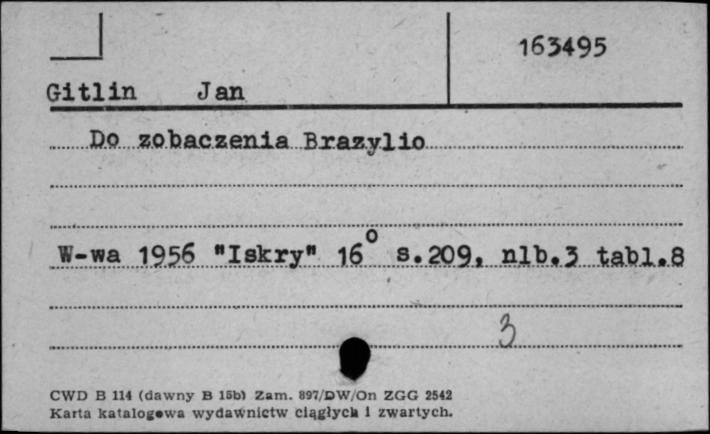 163495
Gitlin Jan
Do zobaczenia Brazylio
W-wa 1956 "Iskry" 16° s.209, nlb.3 tabl.8
3
CWD B 114 (dawny B 15b) Zam. 897/DW/On ZGG 2542
Karta katalogowa wydawnictw ciągłych i zwartych.